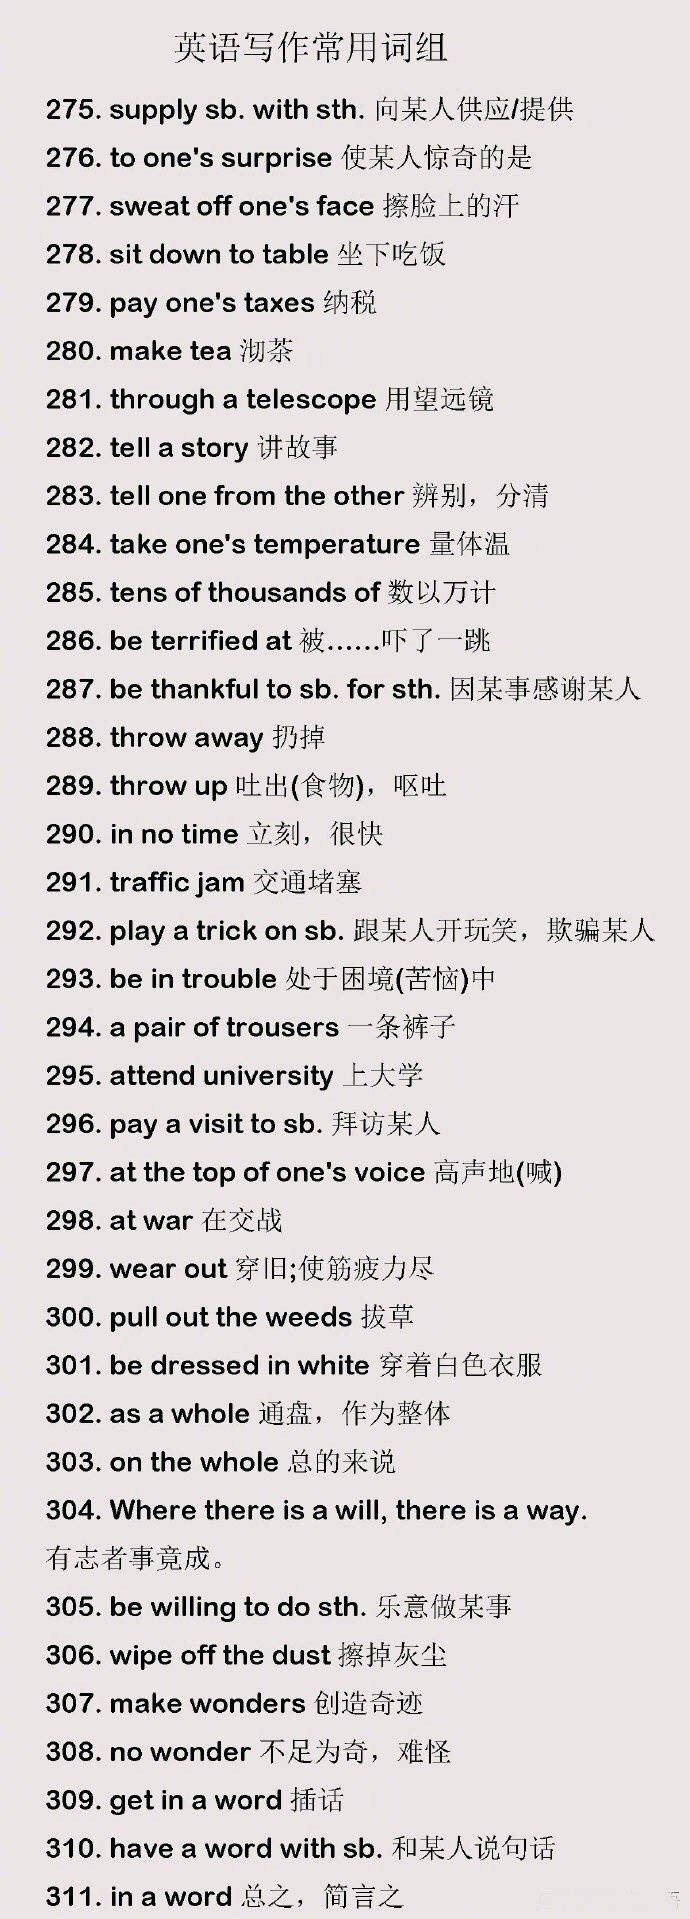 英语写作常用词组
275. supply sb. with sth. 向某人供应/提供
276. to one's surprise 使某人惊奇的是
277. sweat off one's face 擦脸上的汗
278. sit down to table 坐下吃饭
279. pay one's taxes 纳税
280. make tea 沏茶
281. through a telescope 用望远镜
282. tell a story 讲故事
283. tell one from the other 辨别，分清
284. take one's temperature 量体温
285. tens of thousands of 数以万计
286. be terrified at 被……吓了一跳
287. be thankful to sb. for sth. 因某事感谢某人
288. throw away 扔掉
289. throw up 吐出(食物)，呕吐
290. in no time 立刻，很快
291. traffic jam 交通堵塞
292. play a trick on sb. 跟某人开玩笑，欺骗某人
293. be in trouble 处于困境(苦恼)中
294. a pair of trousers 一条裤子
295. attend university 上大学
296. pay a visit to sb. 拜访某人
297. at the top of one's voice 高声地(喊)
298. at war 在交战
299. wear out 穿旧;使筋疲力尽
300. pull out the weeds 拔草
301. be dressed in white 穿着白色衣服
302. as a whole 通盘，作为整体
303. on the whole 总的来说
304. Where there is a will, there is a way.
有志者事竟成。
305. be willing to do sth. 乐意做某事
306. wipe off the dust 擦掉灰尘
307. make wonders 创造奇迹
308. no wonder 不足为奇，难怪
309. get in a word 插话
310. have a word with sb. 和某人说句话
311. in a word 总之，简言之